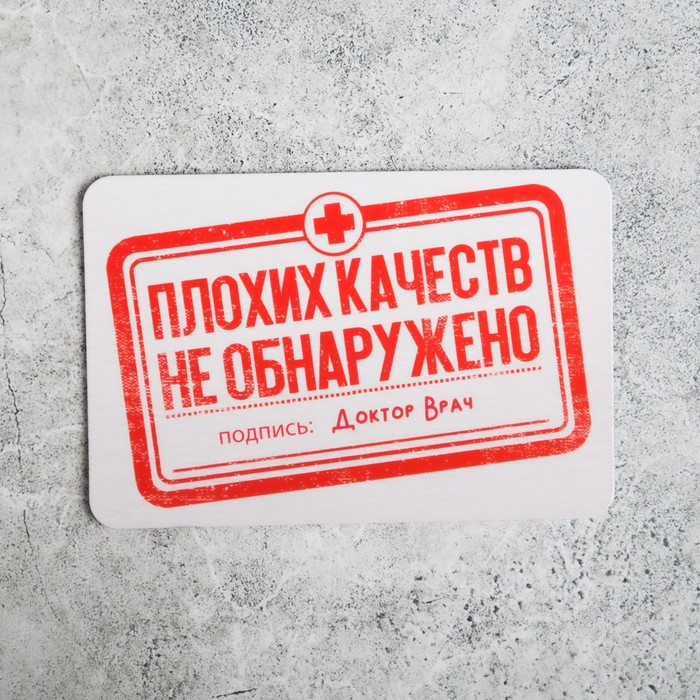 ПЛОХИХ КАЧЕСТВ
НЕ ОБНАРУЖЕНО
ПОДПИСЬ: ДОКТОР ВРАЧ